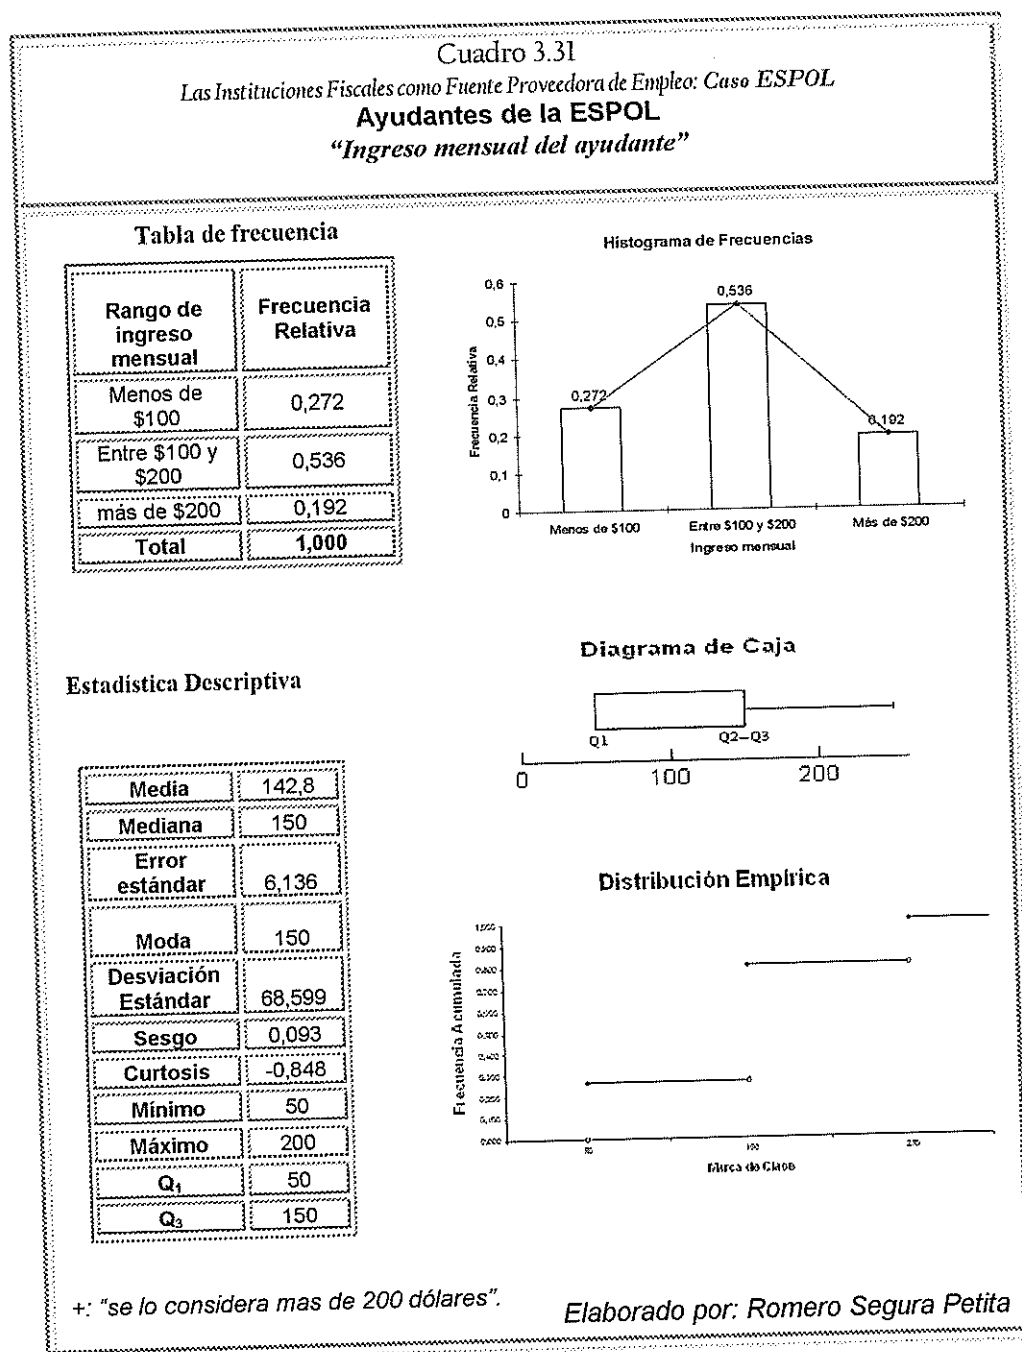 Cuadro 3.31
Las Instituciones Fiscales como Fuente Proveedora de Empleo: Caso ESPOL
Ayudantes de la ESPOL
“Ingreso mensual del ayudante”
Tabla de frecuencia
Rango de ingreso mensual Frecuencia Relativa
Menos de $100 0,272
Entre $100 y $200 0,536
más de $200 0,192
Total 1,000
Histograma de Frecuencias
Frecuencia Relativa
0,6
0,5
0,4
0,3
0,2
0,1
0
0,272
0,536
0,192
Menos de $100 Entre $100 y $200 Más de $200
Ingreso mensual
Diagrama de Caja
Q1 Q2–Q3
0 100 200
Estadística Descriptiva
Media 142,8
Mediana 150
Error estándar 6,136
Moda 150
Desviación Estándar 68,599
Sesgo 0,093
Curtosis -0,848
Mínimo 50
Máximo 200
Q1 50
Q3 150
Distribución Empírica
Frecuencia Acumulada
Marca de Clase
+: “se lo considera mas de 200 dólares”.
Elaborado por: Romero Segura Petita